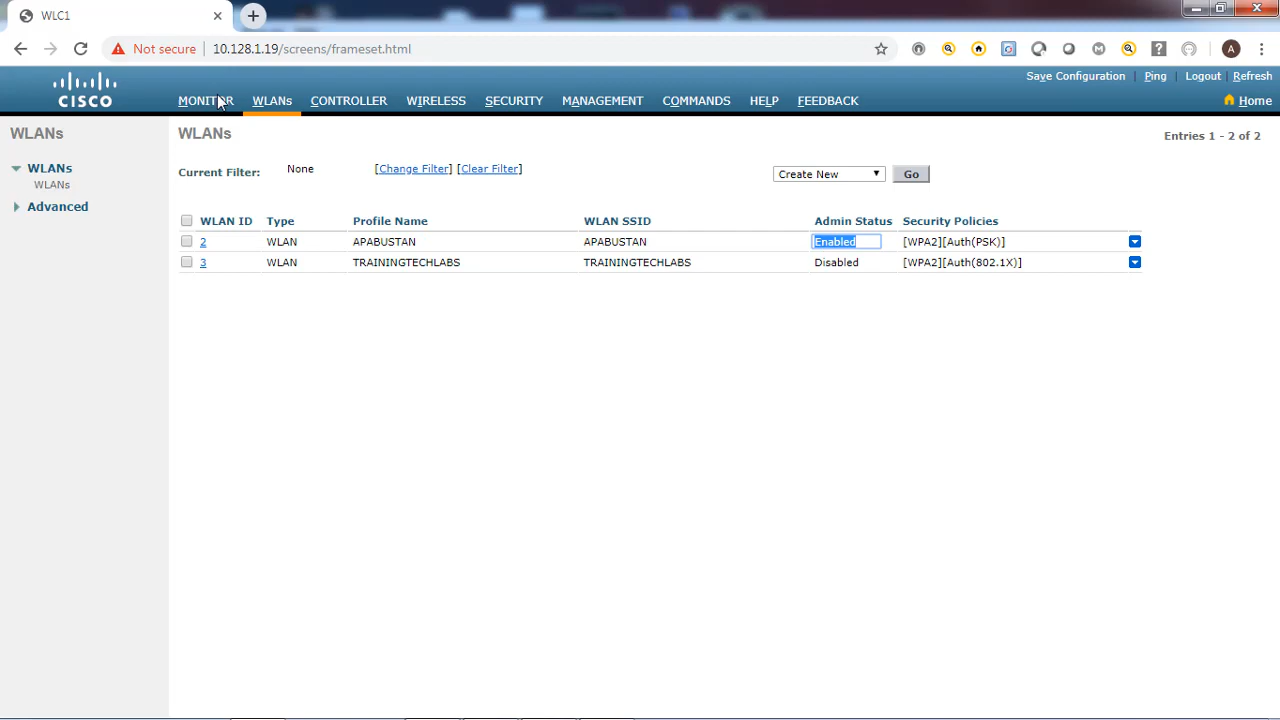 WLC1
Not secure
10.128.1.19/screens/frameset.html
A
Save Configuration Ping Logout Refresh
CISCO
MONITOR WLANs CONTROLLER WIRELESS SECURITY MANAGEMENT COMMANDS HELP FEEDBACK
Home
WLANs
WLANs
WLANs
Advanced
WLANs
Entries 1 - 2 of 2
Current Filter: None [Change Filter] [Clear Filter]
Create New Go
WLAN ID Type Profile Name WLAN SSID Admin Status Security Policies
2 WLAN APABUSTAN APABUSTAN Enabled [WPA2][Auth(PSK)]
3 WLAN TRAININGTECHLABS TRAININGTECHLABS Disabled [WPA2][Auth(802.1X)]